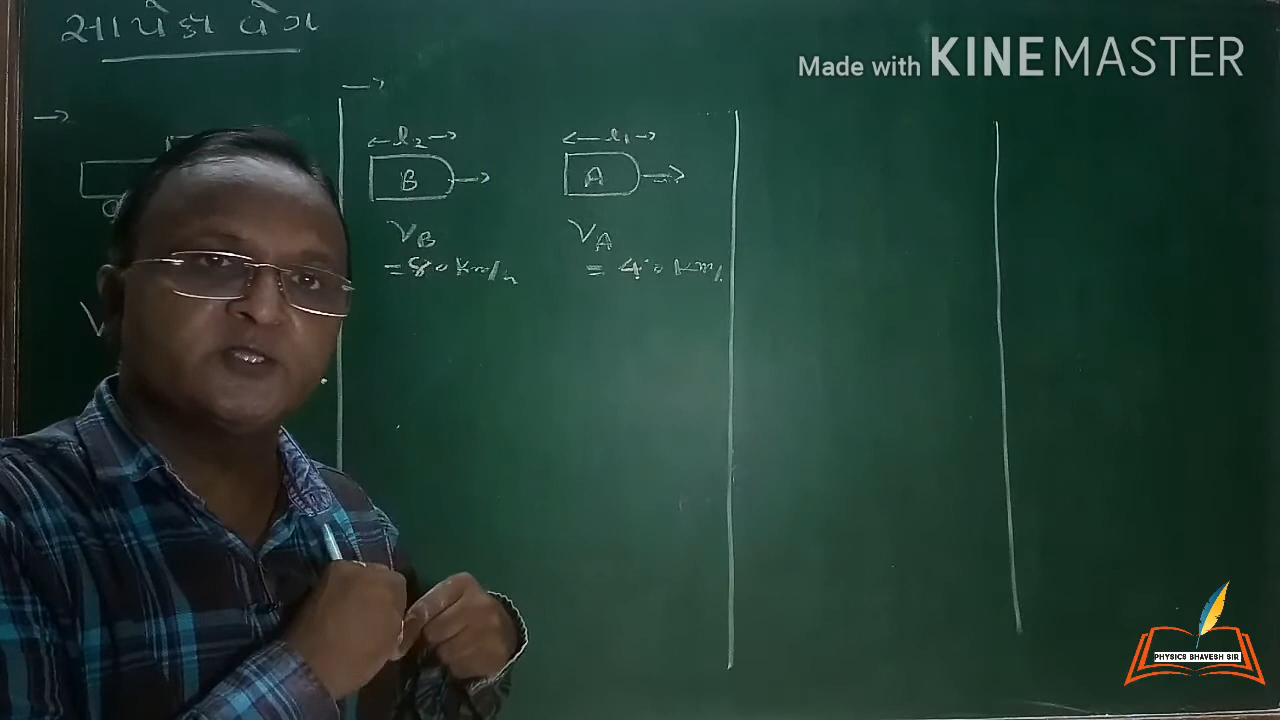 સાપેક્ષ વેગ
Made with KINEMASTER
l₂ l₁
B A
V_B V_A
= 80 km/h = 40 km/
V
PHYSICS BHAVESH SIR